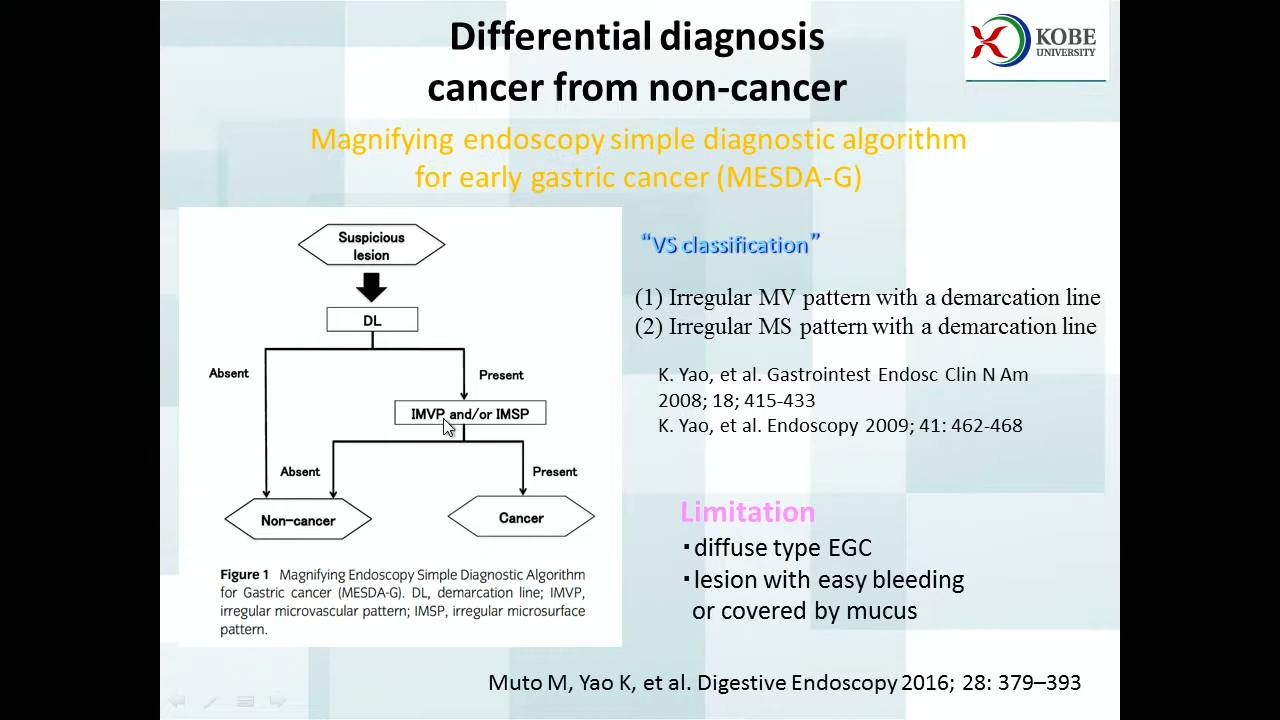 Differential diagnosis
cancer from non-cancer
KOBE
UNIVERSITY
Magnifying endoscopy simple diagnostic algorithm
for early gastric cancer (MESDA-G)
Suspicious
lesion
DL
Absent
Present
IMVP and/or IMSP
Absent
Present
Non-cancer
Cancer
Figure 1 Magnifying Endoscopy Simple Diagnostic Algorithm
for Gastric cancer (MESDA-G). DL, demarcation line; IMVP,
irregular microvascular pattern; IMSP, irregular microsurface
pattern.
“VS classification”
(1) Irregular MV pattern with a demarcation line
(2) Irregular MS pattern with a demarcation line
K. Yao, et al. Gastrointest Endosc Clin N Am
2008; 18; 415-433
K. Yao, et al. Endoscopy 2009; 41: 462-468
Limitation
・diffuse type EGC
・lesion with easy bleeding
or covered by mucus
Muto M, Yao K, et al. Digestive Endoscopy 2016; 28: 379–393